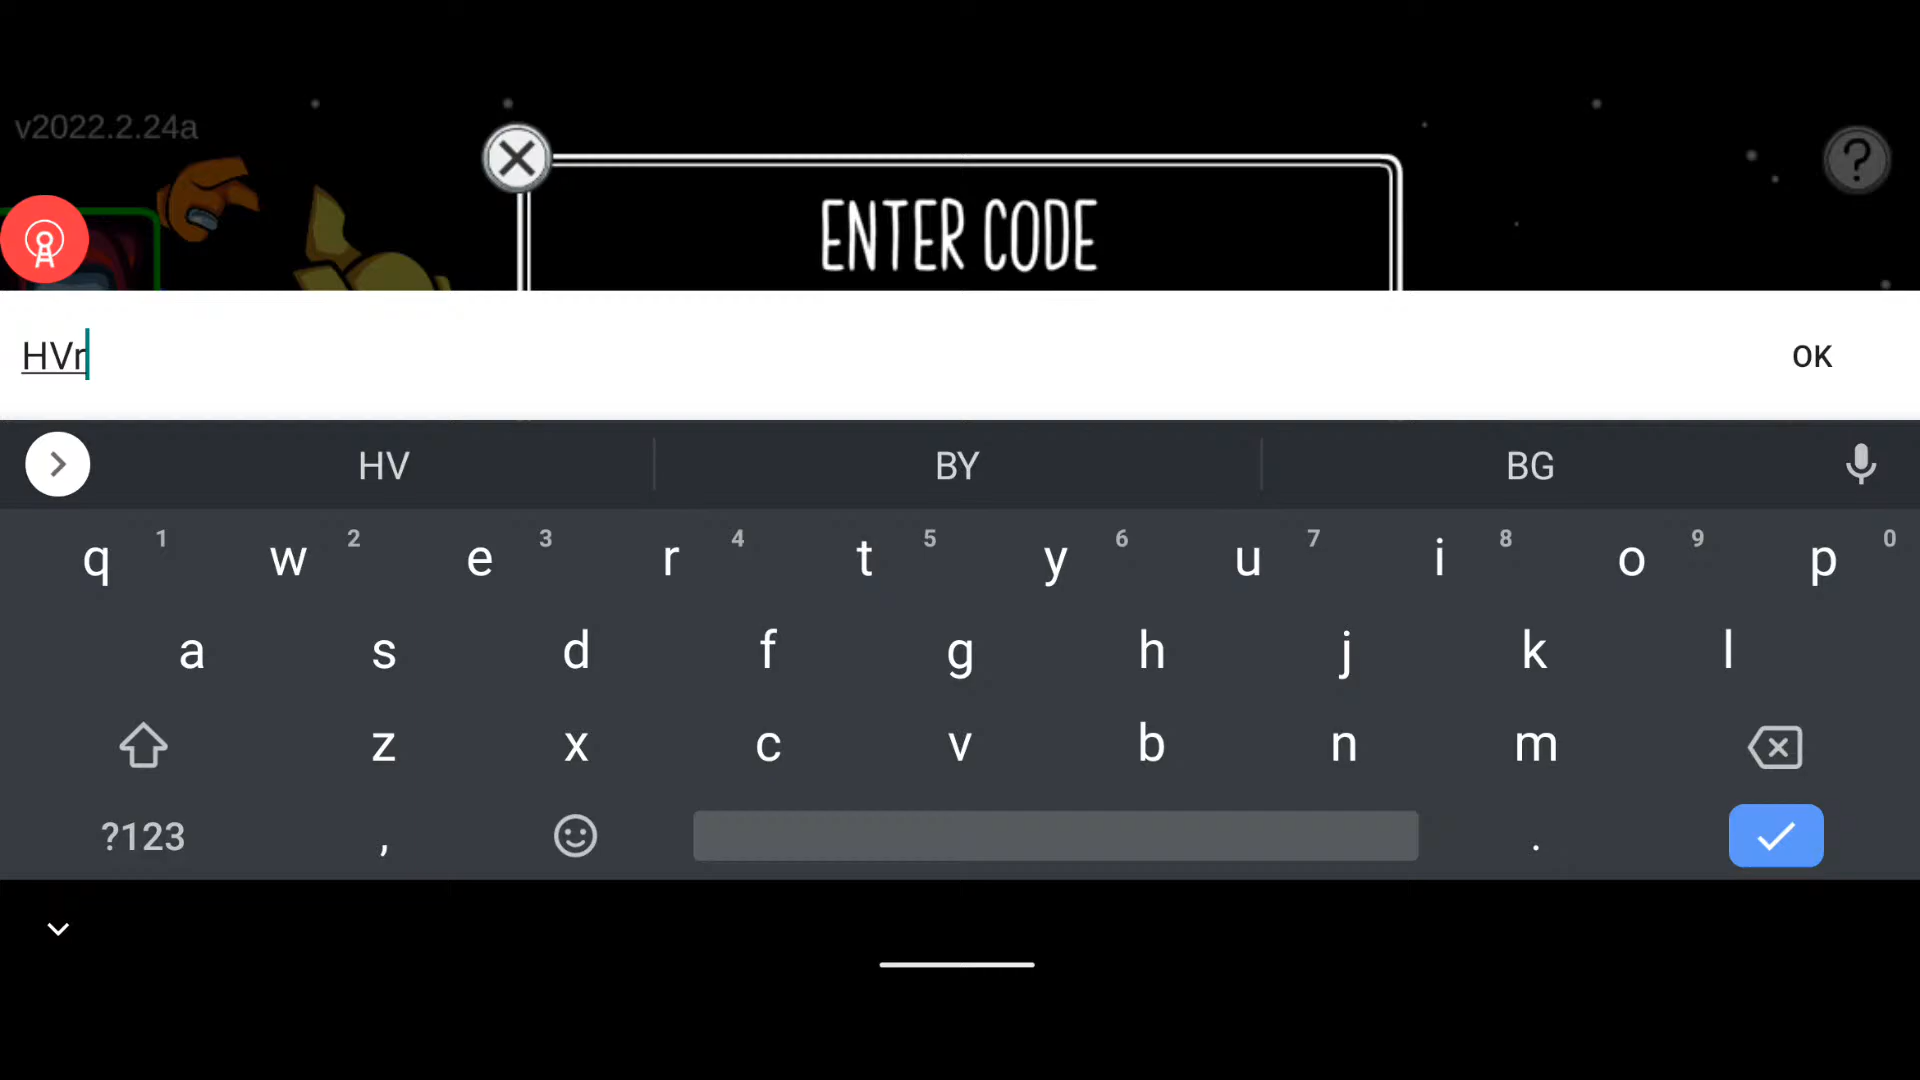 v2022.2.24a
?
ENTER CODE
HVr
OK
HV BY BG
q 1 w 2 e 3 r 4 t 5 y 6 u 7 i 8 o 9 p 0
a s d f g h j k l
z x c v b n m
?123 , .